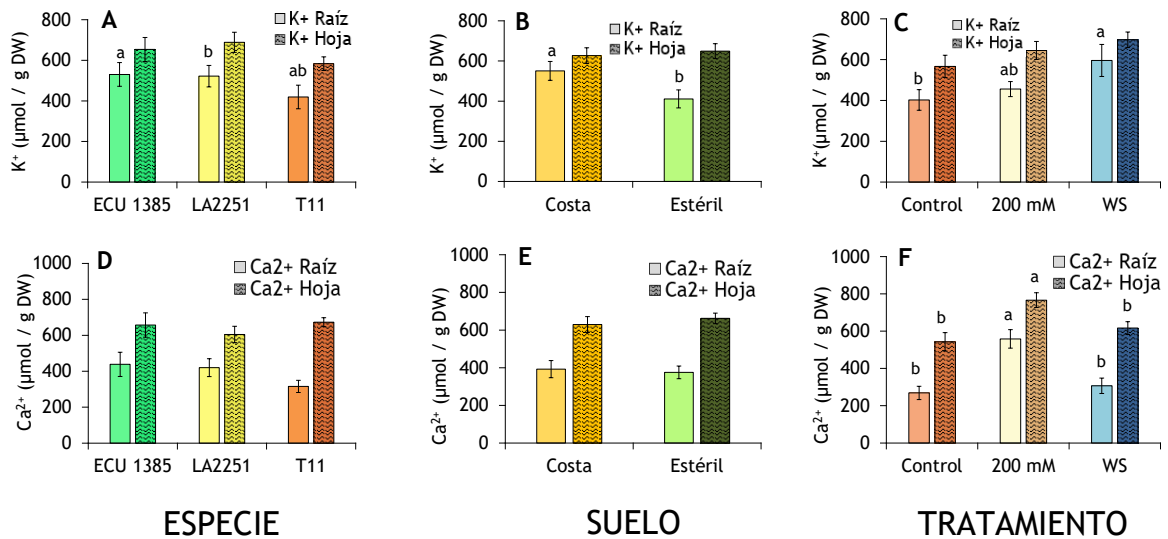 A
K+ Raíz
K+ Hoja
K⁺ (µmol / g DW)
800
600
400
200
0
a
b
ab
ECU 1385 LA2251 T11
B
K+ Raíz
K+ Hoja
K⁺ (µmol / g DW)
800
600
400
200
0
a
b
Costa Estéril
C
K+ Raíz
K+ Hoja
K⁺(µmol / g DW)
800
600
400
200
0
b
ab
a
Control 200 mM WS
D
Ca2+ Raíz
Ca2+ Hoja
Ca²⁺ (µmol / g DW)
1000
800
600
400
200
0
ECU 1385 LA2251 T11
E
Ca2+ Raíz
Ca2+ Hoja
Ca²⁺ (µmol / g DW)
1000
800
600
400
200
0
Costa Estéril
F
Ca2+ Raíz
Ca2+ Hoja
Ca²⁺ (µmol / g DW)
1000
800
600
400
200
0
b
b
a
a
b
b
Control 200 mM WS
ESPECIE
SUELO
TRATAMIENTO